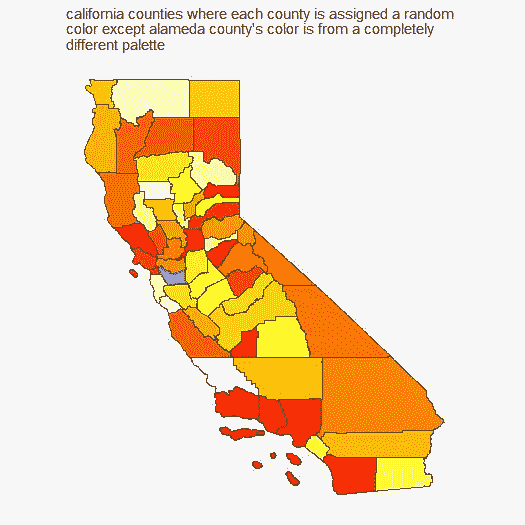 california counties where each county is assigned a random
color except alameda county's color is from a completely
different palette